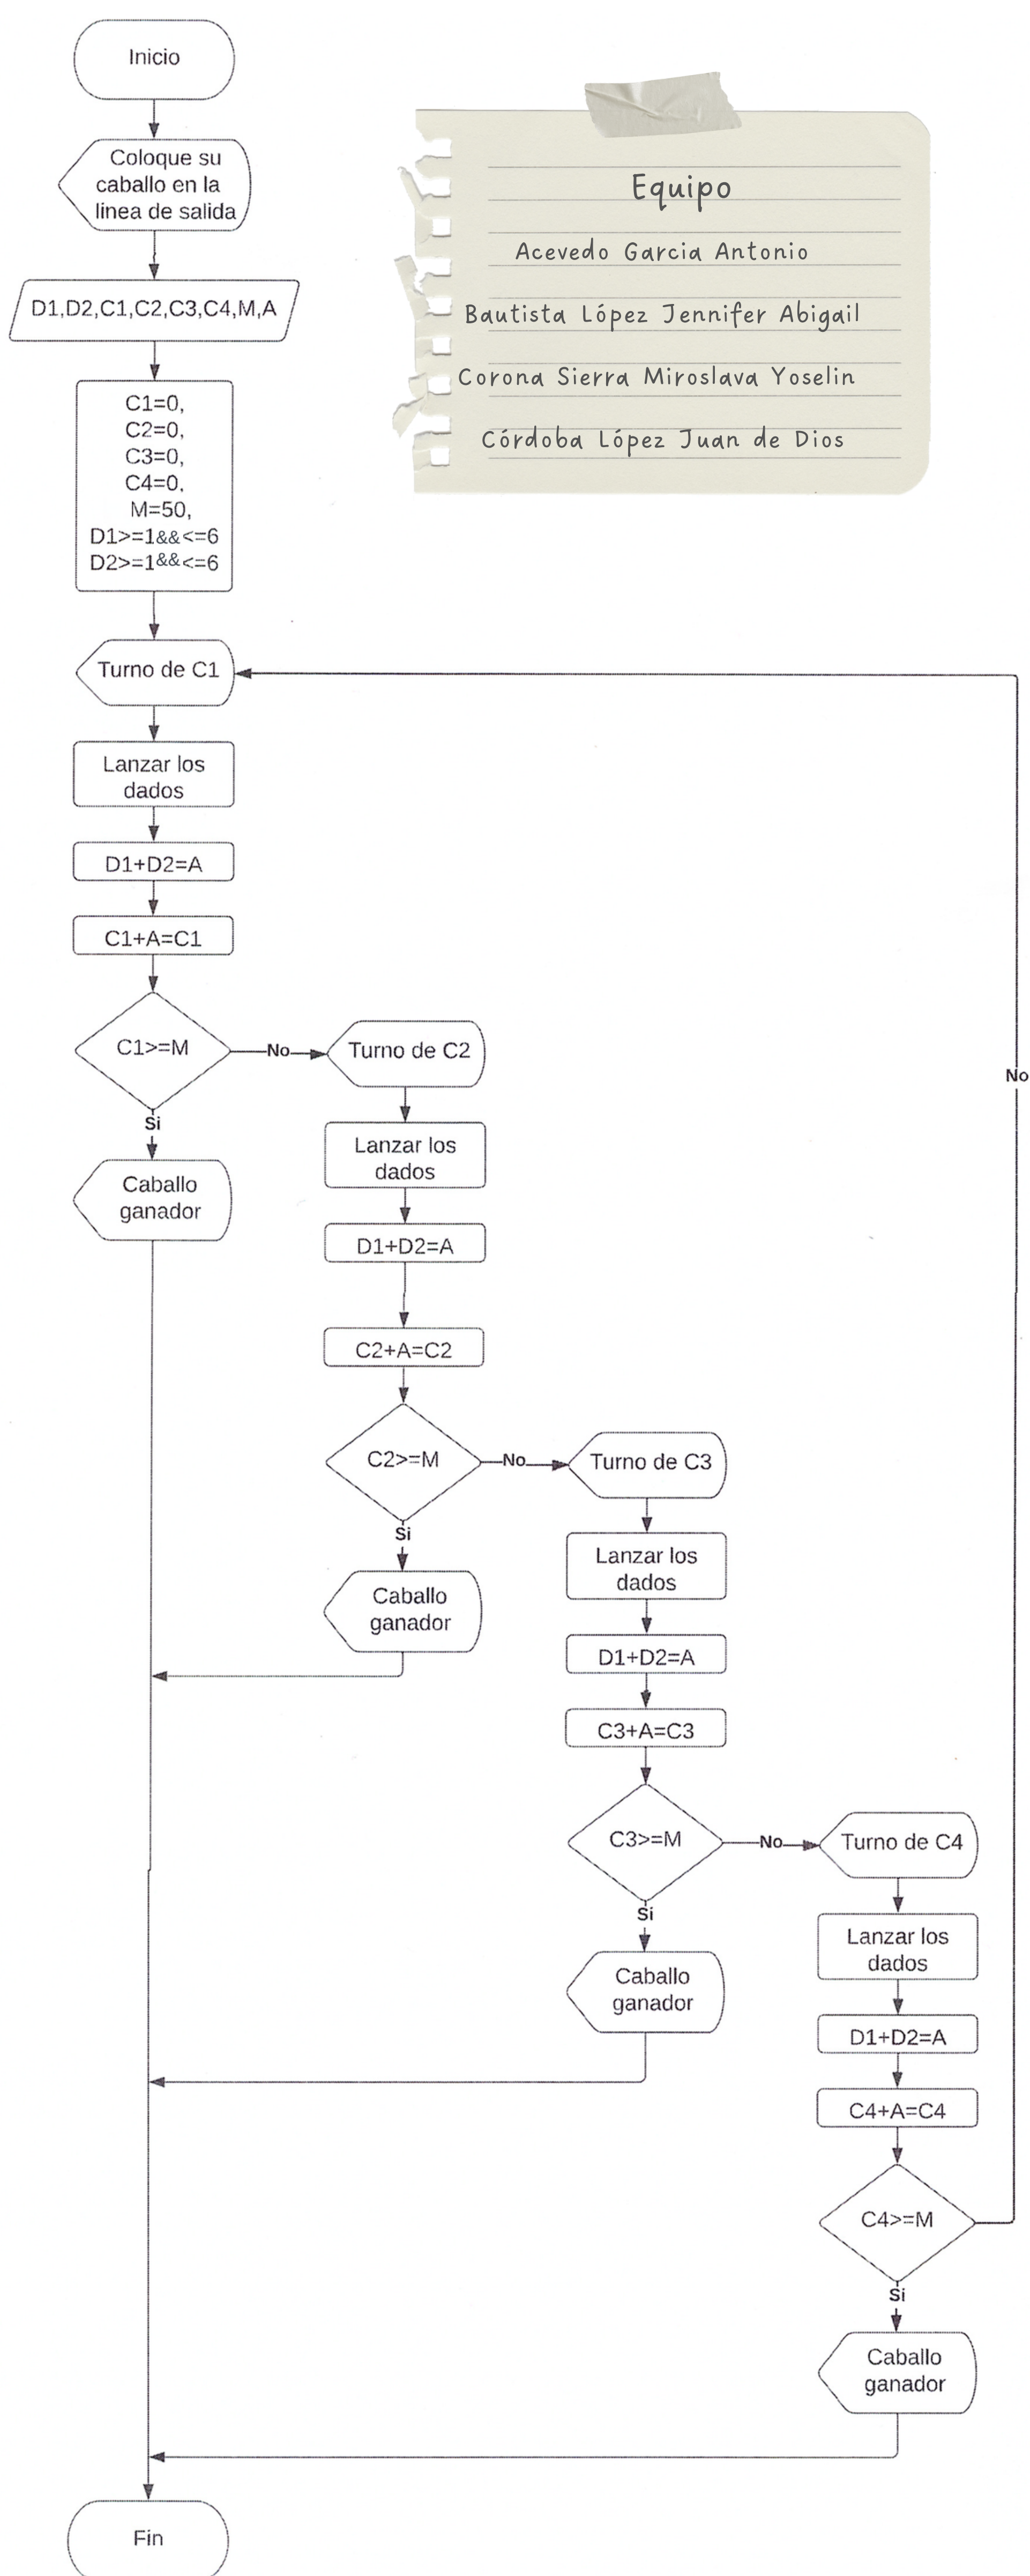 Inicio
Coloque su
caballo en la
linea de salida
D1,D2,C1,C2,C3,C4,M,A
C1=0,
C2=0,
C3=0,
C4=0,
M=50,
D1>=1&&<=6
D2>=1&&<=6
Equipo
Acevedo Garcia Antonio
Bautista López Jennifer Abigail
Corona Sierra Miroslava Yoselin
Córdoba López Juan de Dios
Turno de C1
Lanzar los
dados
D1+D2=A
C1+A=C1
C1>=M
No
Si
Caballo
ganador
Turno de C2
Lanzar los
dados
D1+D2=A
C2+A=C2
C2>=M
No
Si
Caballo
ganador
Turno de C3
Lanzar los
dados
D1+D2=A
C3+A=C3
C3>=M
No
Si
Caballo
ganador
Turno de C4
Lanzar los
dados
D1+D2=A
C4+A=C4
C4>=M
No
Si
Caballo
ganador
Fin